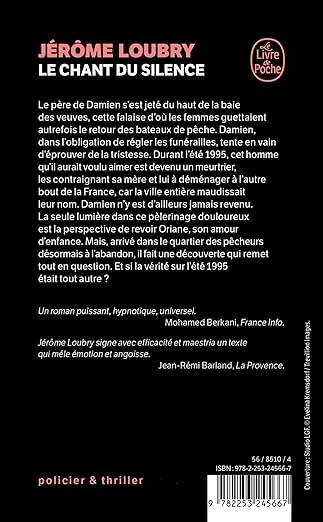 JÉRÔME LOUBRY
LE CHANT DU SILENCE
Le Livre de Poche
Le père de Damien s'est jeté du haut de la baie
des veuves, cette falaise d'où les femmes guettaient
autrefois le retour des bateaux de pêche. Damien,
dans l'obligation de régler les funérailles, tente en vain
d'éprouver de la tristesse. Durant l'été 1995, cet homme
qu'il aurait voulu aimer est devenu un meurtrier,
les contraignant sa mère et lui à déménager à l'autre
bout de la France, car la ville entière maudissait
leur nom. Damien n'y est d'ailleurs jamais revenu.
La seule lumière dans ce pèlerinage douloureux
est la perspective de revoir Oriane, son amour
d'enfance. Mais, arrivé dans le quartier des pêcheurs
désormais à l'abandon, il fait une découverte qui remet
tout en question. Et si la vérité sur l'été 1995
était tout autre ?
Un roman puissant, hypnotique, universel.
Mohamed Berkani, France Info.
Jérôme Loubry signe avec efficacité et maestria un texte
qui mêle émotion et angoisse.
Jean-Rémi Barland, La Provence.
Couverture : Studio LGF. © Evelina Kremsdorf / Trevillion Images.
56 / 8510 / 4
ISBN : 978-2-253-24566-7
policier & thriller
9 782253 245667